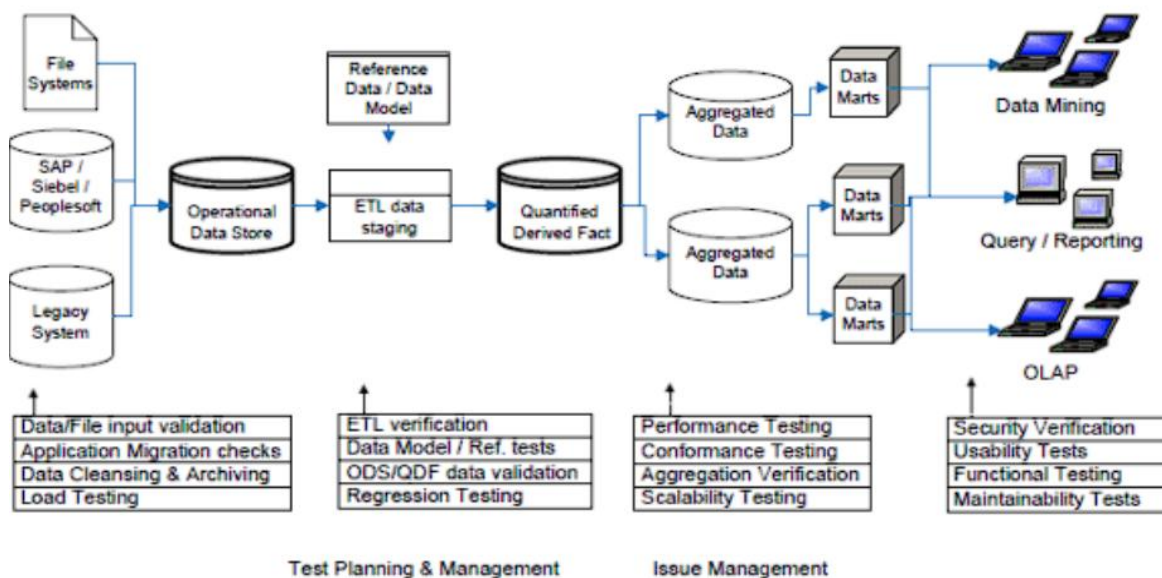 File
Systems
SAP /
Siebel /
Peoplesoft
Legacy
System
Operational
Data Store
Reference
Data / Data
Model
ETL data
staging
Quantified
Derived Fact
Aggregated
Data
Aggregated
Data
Data
Marts
Data
Marts
Data
Marts
Data Mining
Query / Reporting
OLAP
Data/File input validation
Application Migration checks
Data Cleansing & Archiving
Load Testing
ETL verification
Data Model / Ref. tests
ODS/QDF data validation
Regression Testing
Performance Testing
Conformance Testing
Aggregation Verification
Scalability Testing
Security Verification
Usability Tests
Functional Testing
Maintainability Tests
Test Planning & Management
Issue Management